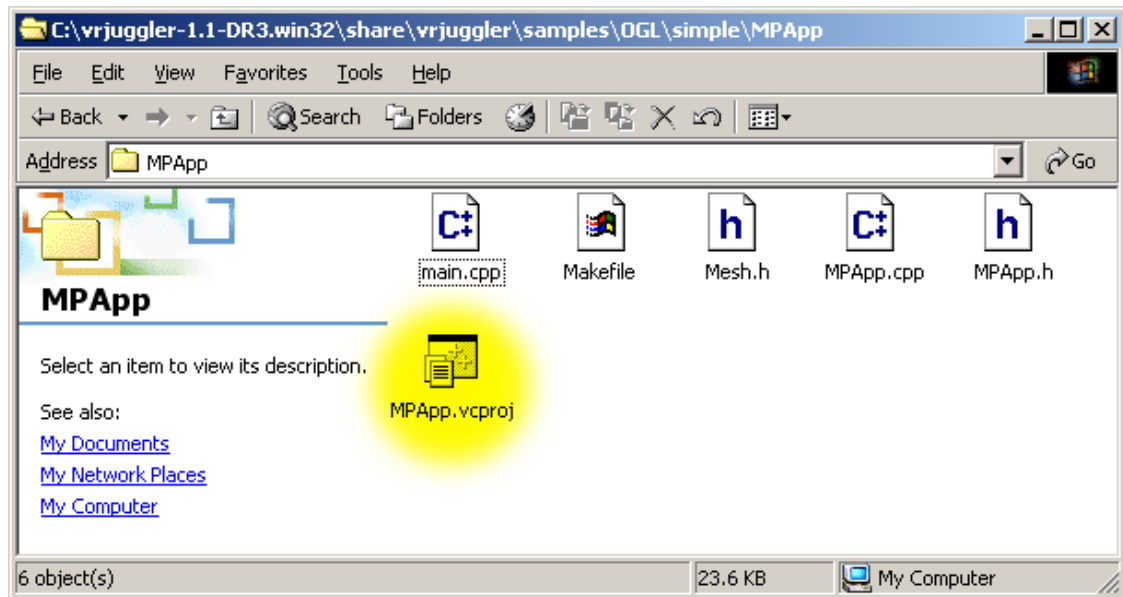 C:\vrjuggler-1.1-DR3.win32\share\vrjuggler\samples\OGL\simple\MPApp
File Edit View Favorites Tools Help
Back Search Folders
Address MPApp Go
C++ h C++ h
main.cpp Makefile Mesh.h MPApp.cpp MPApp.h
MPApp
Select an item to view its description.
MPApp.vcproj
See also:
My Documents
My Network Places
My Computer
6 object(s) 23.6 KB My Computer